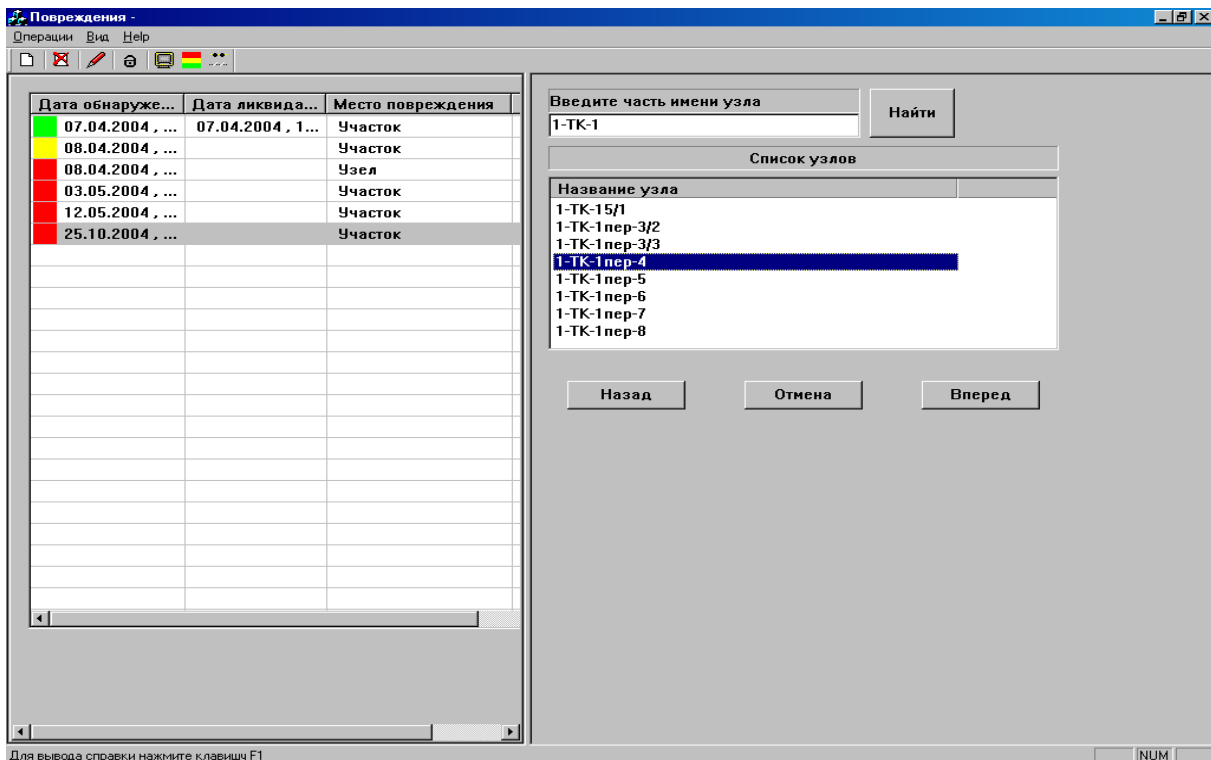 Повреждения -
Операции Вид Help
Дата обнаруже... Дата ликвида... Место повреждения
07.04.2004 , ... 07.04.2004 , 1... Участок
08.04.2004 , ... Участок
08.04.2004 , ... Узел
03.05.2004 , ... Участок
12.05.2004 , ... Участок
25.10.2004 , ... Участок
Введите часть имени узла
Найти
1-ТК-1
Список узлов
Название узла
1-ТК-15/1
1-ТК-1пер-3/2
1-ТК-1пер-3/3
1-ТК-1пер-4
1-ТК-1пер-5
1-ТК-1пер-6
1-ТК-1пер-7
1-ТК-1пер-8
Назад Отмена Вперед
Для вывода справки нажмите клавишу F1 NUM